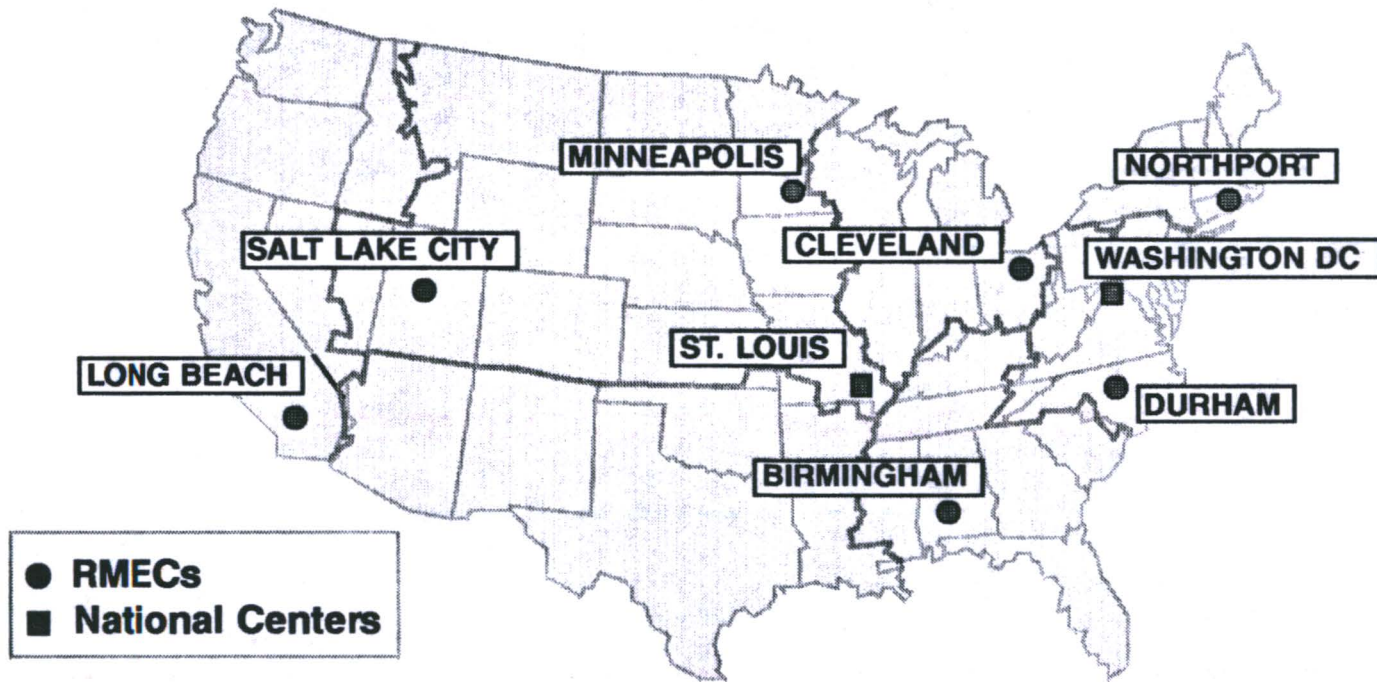 MINNEAPOLIS
NORTHPORT
SALT LAKE CITY
CLEVELAND
WASHINGTON DC
ST. LOUIS
LONG BEACH
DURHAM
BIRMINGHAM
RMECs
National Centers